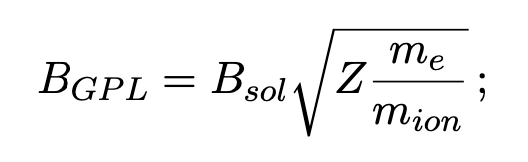 $B_{GPL} = B_{sol} \sqrt{Z \frac{m_e}{m_{ion}}} \, ;$